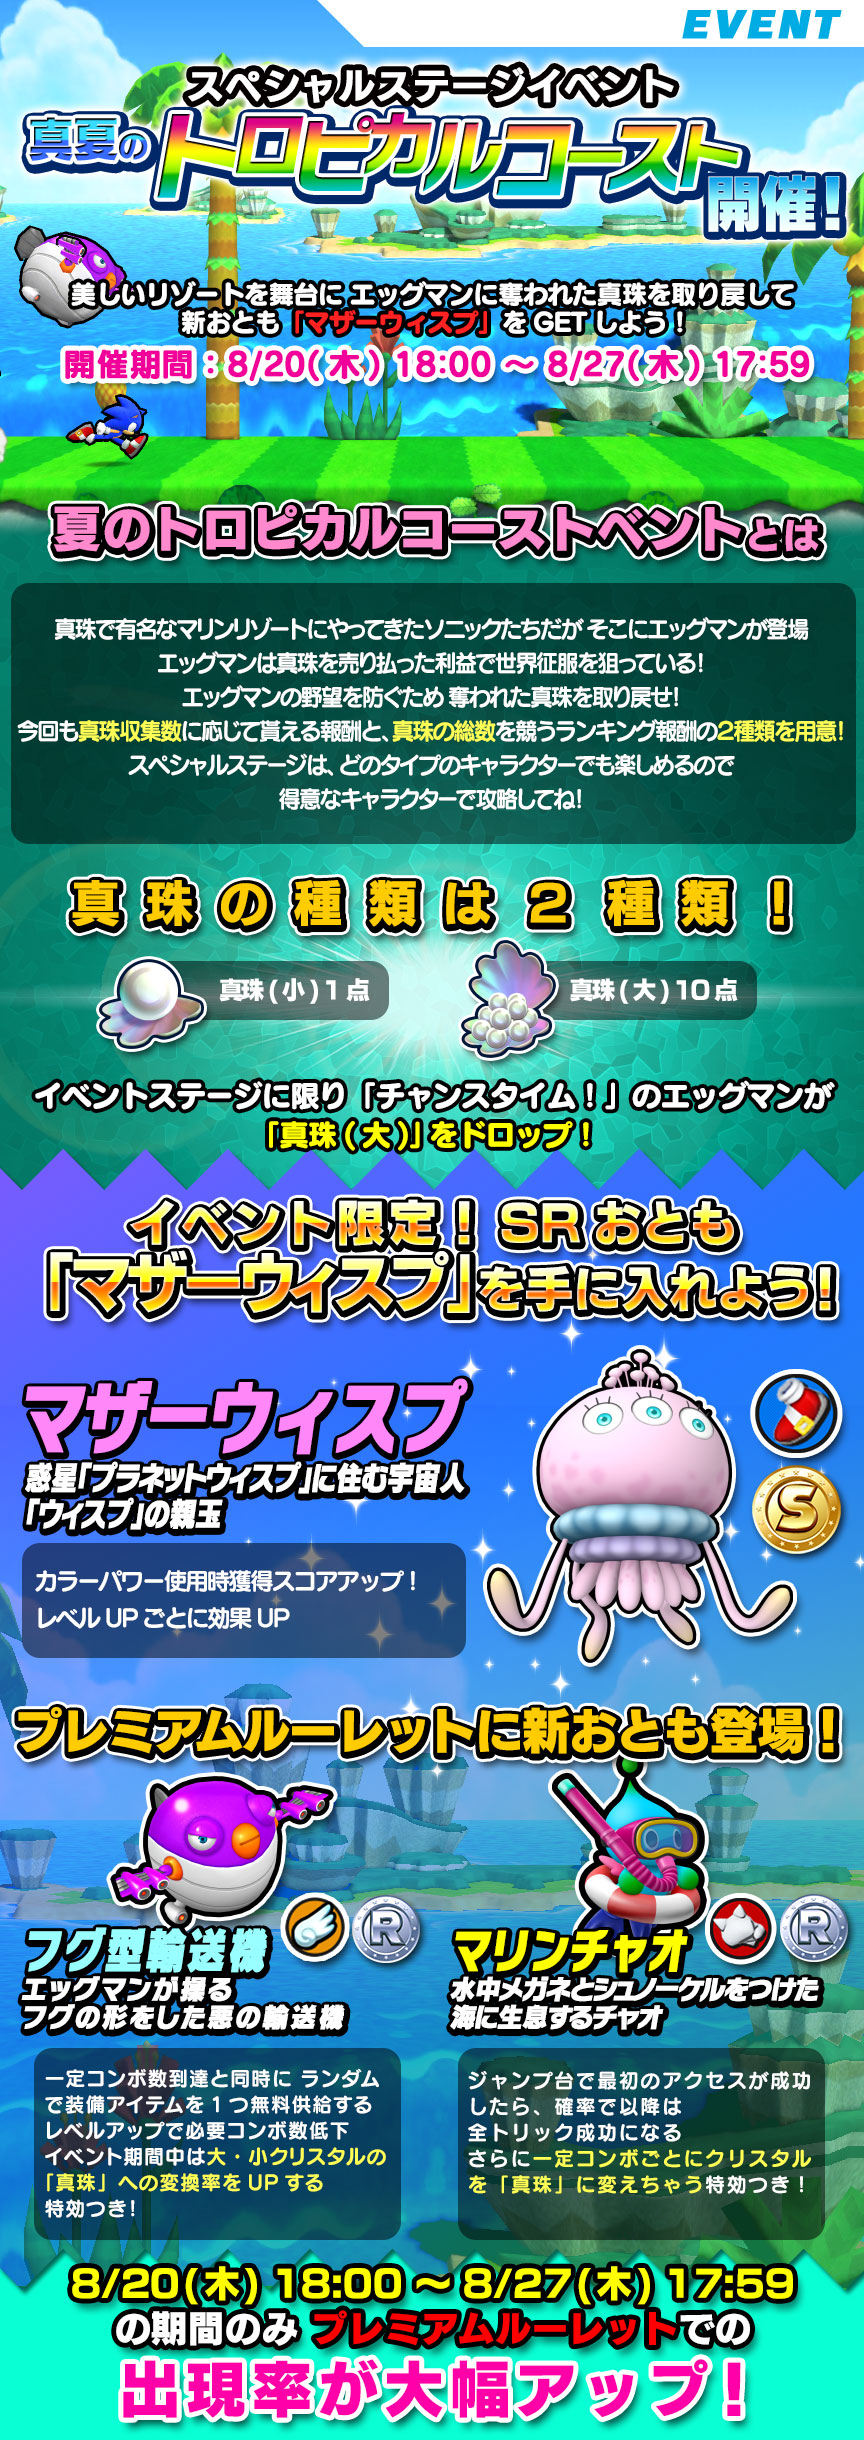 EVENT
スペシャルステージイベント
真夏の トロピカルコースト 開催!
美しいリゾートを舞台に エッグマンに奪われた真珠を取り戻して
新おとも「マザーウィスプ」をGETしよう!
開催期間：8/20(木) 18:00 〜 8/27(木) 17:59
夏のトロピカルコーストベントとは
真珠で有名なマリンリゾートにやってきたソニックたちだが そこにエッグマンが登場
エッグマンは真珠を売り払った利益で世界征服を狙っている!
エッグマンの野望を防ぐため 奪われた真珠を取り戻せ!
今回も真珠収集数に応じて貰える報酬と、真珠の総数を競うランキング報酬の2種類を用意!
スペシャルステージは、どのタイプのキャラクターでも楽しめるので
得意なキャラクターで攻略してね!
真珠の種類は2種類!
真珠(小)1点
真珠(大)10点
イベントステージに限り「チャンスタイム!」のエッグマンが
「真珠(大)」をドロップ!
イベント限定! SRおとも
「マザーウィスプ」を手に入れよう!
マザーウィスプ
惑星「プラネットウィスプ」に住む宇宙人
「ウィスプ」の親玉
S
カラーパワー使用時獲得スコアアップ!
レベルUPごとに効果UP
プレミアムルーレットに新おとも登場!
フグ型輸送機
R
エッグマンが操る
フグの形をした悪の輸送機
一定コンボ数到達と同時に ランダム
で装備アイテムを1つ無料供給する
レベルアップで必要コンボ数低下
イベント期間中は大・小クリスタルの
「真珠」への変換率をUPする
特効つき!
マリンチャオ
R
水中メガネとシュノーケルをつけた
海に生息するチャオ
ジャンプ台で最初のアクセスが成功
したら、確率で以降は
全トリック成功になる
さらに一定コンボごとにクリスタル
を「真珠」に変えちゃう特効つき!
8/20(木) 18:00 〜 8/27(木) 17:59
の期間のみ プレミアムルーレットでの
出現率が大幅アップ!